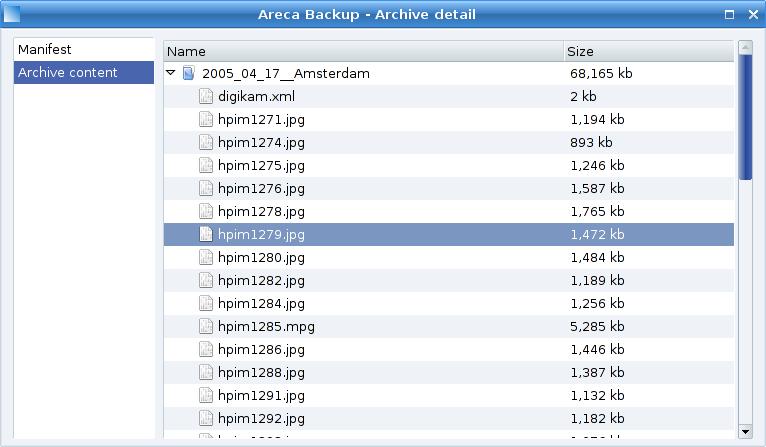 Areca Backup - Archive detail
Manifest
Archive content
Name Size
2005_04_17__Amsterdam 68,165 kb
digikam.xml 2 kb
hpim1271.jpg 1,194 kb
hpim1274.jpg 893 kb
hpim1275.jpg 1,246 kb
hpim1276.jpg 1,587 kb
hpim1278.jpg 1,765 kb
hpim1279.jpg 1,472 kb
hpim1280.jpg 1,484 kb
hpim1282.jpg 1,189 kb
hpim1284.jpg 1,256 kb
hpim1285.mpg 5,285 kb
hpim1286.jpg 1,446 kb
hpim1288.jpg 1,387 kb
hpim1291.jpg 1,132 kb
hpim1292.jpg 1,182 kb